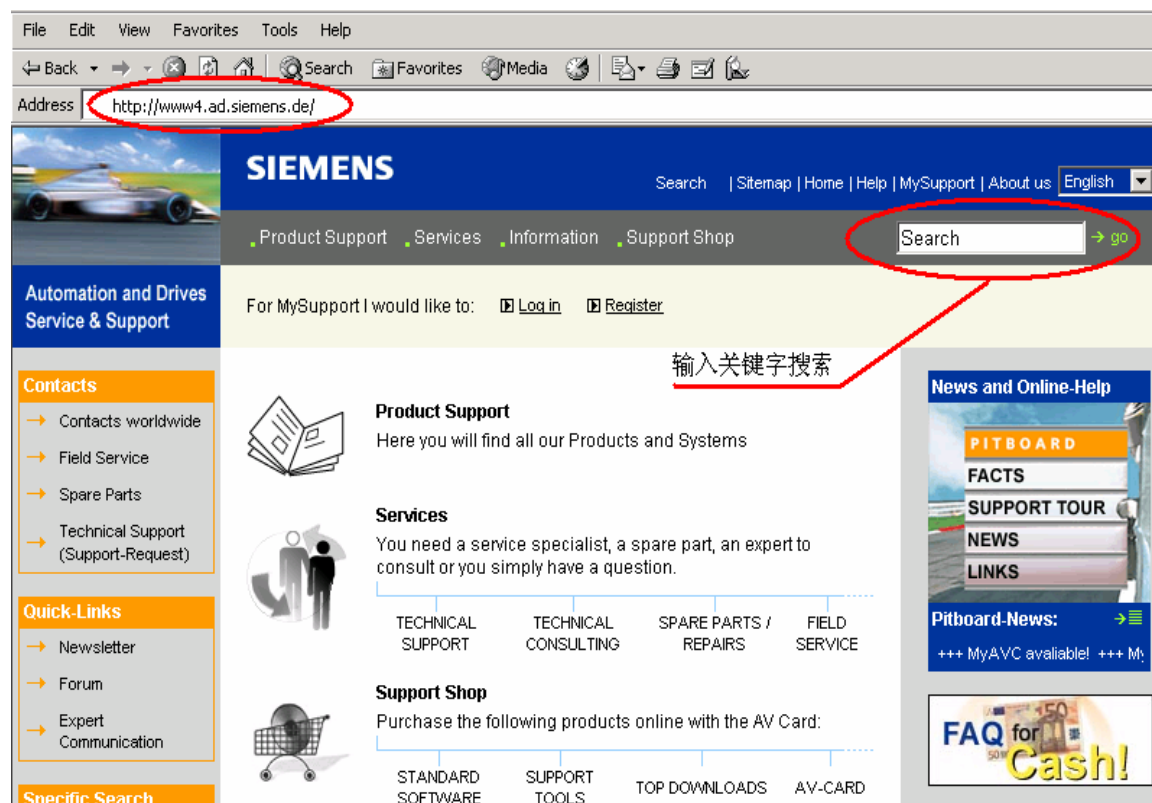 File Edit View Favorites Tools Help
Back Search Favorites Media
Address http://www4.ad.siemens.de/
SIEMENS
Search | Sitemap | Home | Help | MySupport | About us English
Product Support Services Information Support Shop Search go
Automation and Drives
Service & Support
For MySupport I would like to: Log in Register
输入关键字搜索
Contacts
Contacts worldwide
Field Service
Spare Parts
Technical Support
(Support-Request)
Quick-Links
Newsletter
Forum
Expert
Communication
Specific Search
Product Support
Here you will find all our Products and Systems
Services
You need a service specialist, a spare part, an expert to
consult or you simply have a question.
TECHNICAL SUPPORT
TECHNICAL CONSULTING
SPARE PARTS / REPAIRS
FIELD SERVICE
Support Shop
Purchase the following products online with the AV Card:
STANDARD SOFTWARE
SUPPORT TOOLS
TOP DOWNLOADS
AV-CARD
News and Online-Help
PITBOARD
FACTS
SUPPORT TOUR
NEWS
LINKS
Pitboard-News:
+++ MyAVC avaliable! +++ My
FAQ for
Cash!